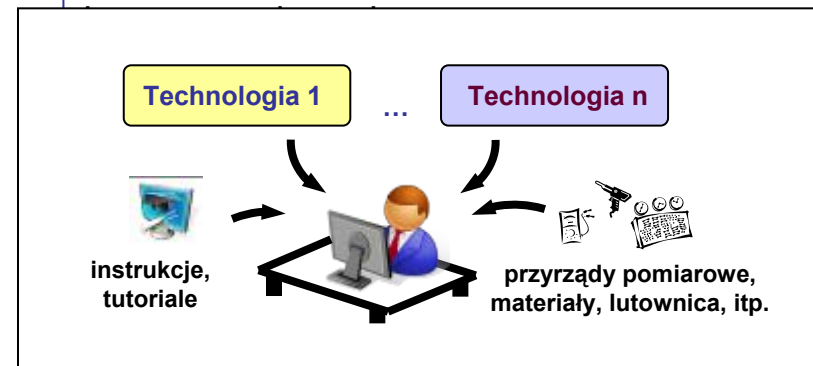 Technologia 1
...
Technologia n
instrukcje,
tutoriale
przyrządy pomiarowe,
materiały, lutownica, itp.